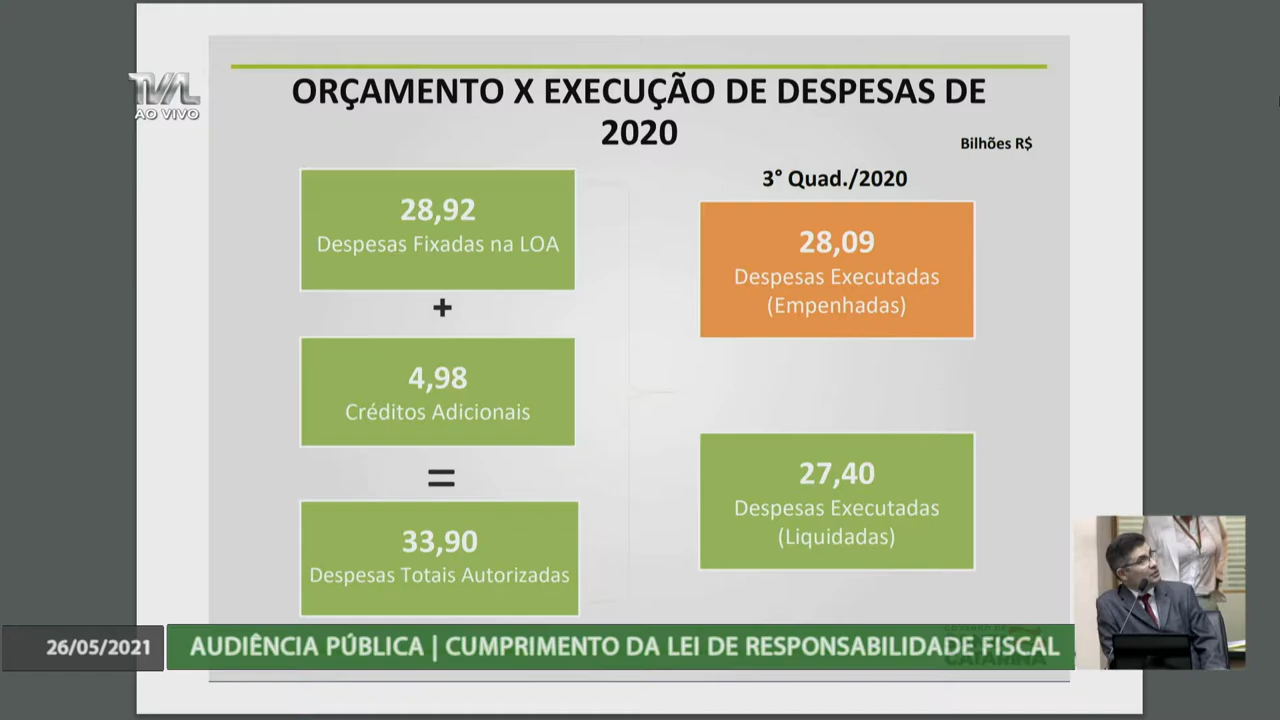 TVAL
AO VIVO
ORÇAMENTO X EXECUÇÃO DE DESPESAS DE
2020
Bilhões R$
28,92
Despesas Fixadas na LOA
+
4,98
Créditos Adicionais
=
33,90
Despesas Totais Autorizadas
3° Quad./2020
28,09
Despesas Executadas
(Empenhadas)
27,40
Despesas Executadas
(Liquidadas)
26/05/2021
AUDIÊNCIA PÚBLICA | CUMPRIMENTO DA LEI DE RESPONSABILIDADE FISCAL